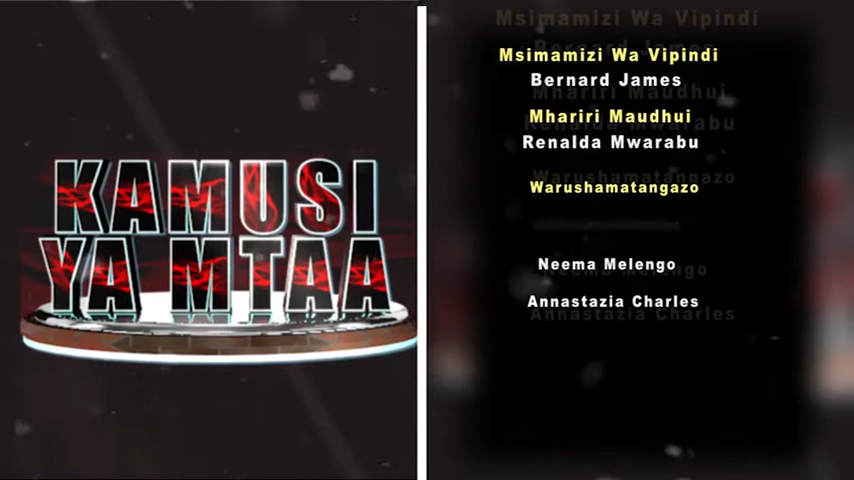 KAMUSI
YA MTAA
Msimamizi Wa Vipindi
Bernard James
Mhariri Maudhui
Renalda Mwarabu
Warushamatangazo
Neema Melengo
Annastazia Charles